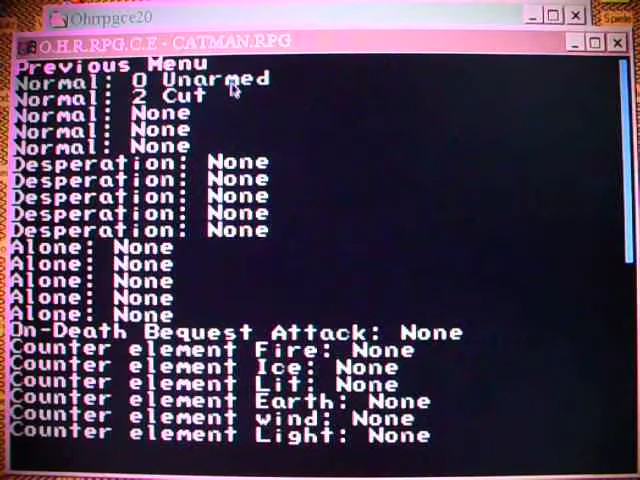 Ohrrpgce20
O.H.R.RPG.C.E - CATMAN.RPG
Previous Menu
Normal: 0 Unarmed
Normal: 2 Cut
Normal: None
Normal: None
Normal: None
Desperation: None
Desperation: None
Desperation: None
Desperation: None
Desperation: None
Alone: None
Alone: None
Alone: None
Alone: None
Alone: None
On-Death Bequest Attack: None
Counter element Fire: None
Counter element Ice: None
Counter element Lit: None
Counter element Earth: None
Counter element wind: None
Counter element Light: None